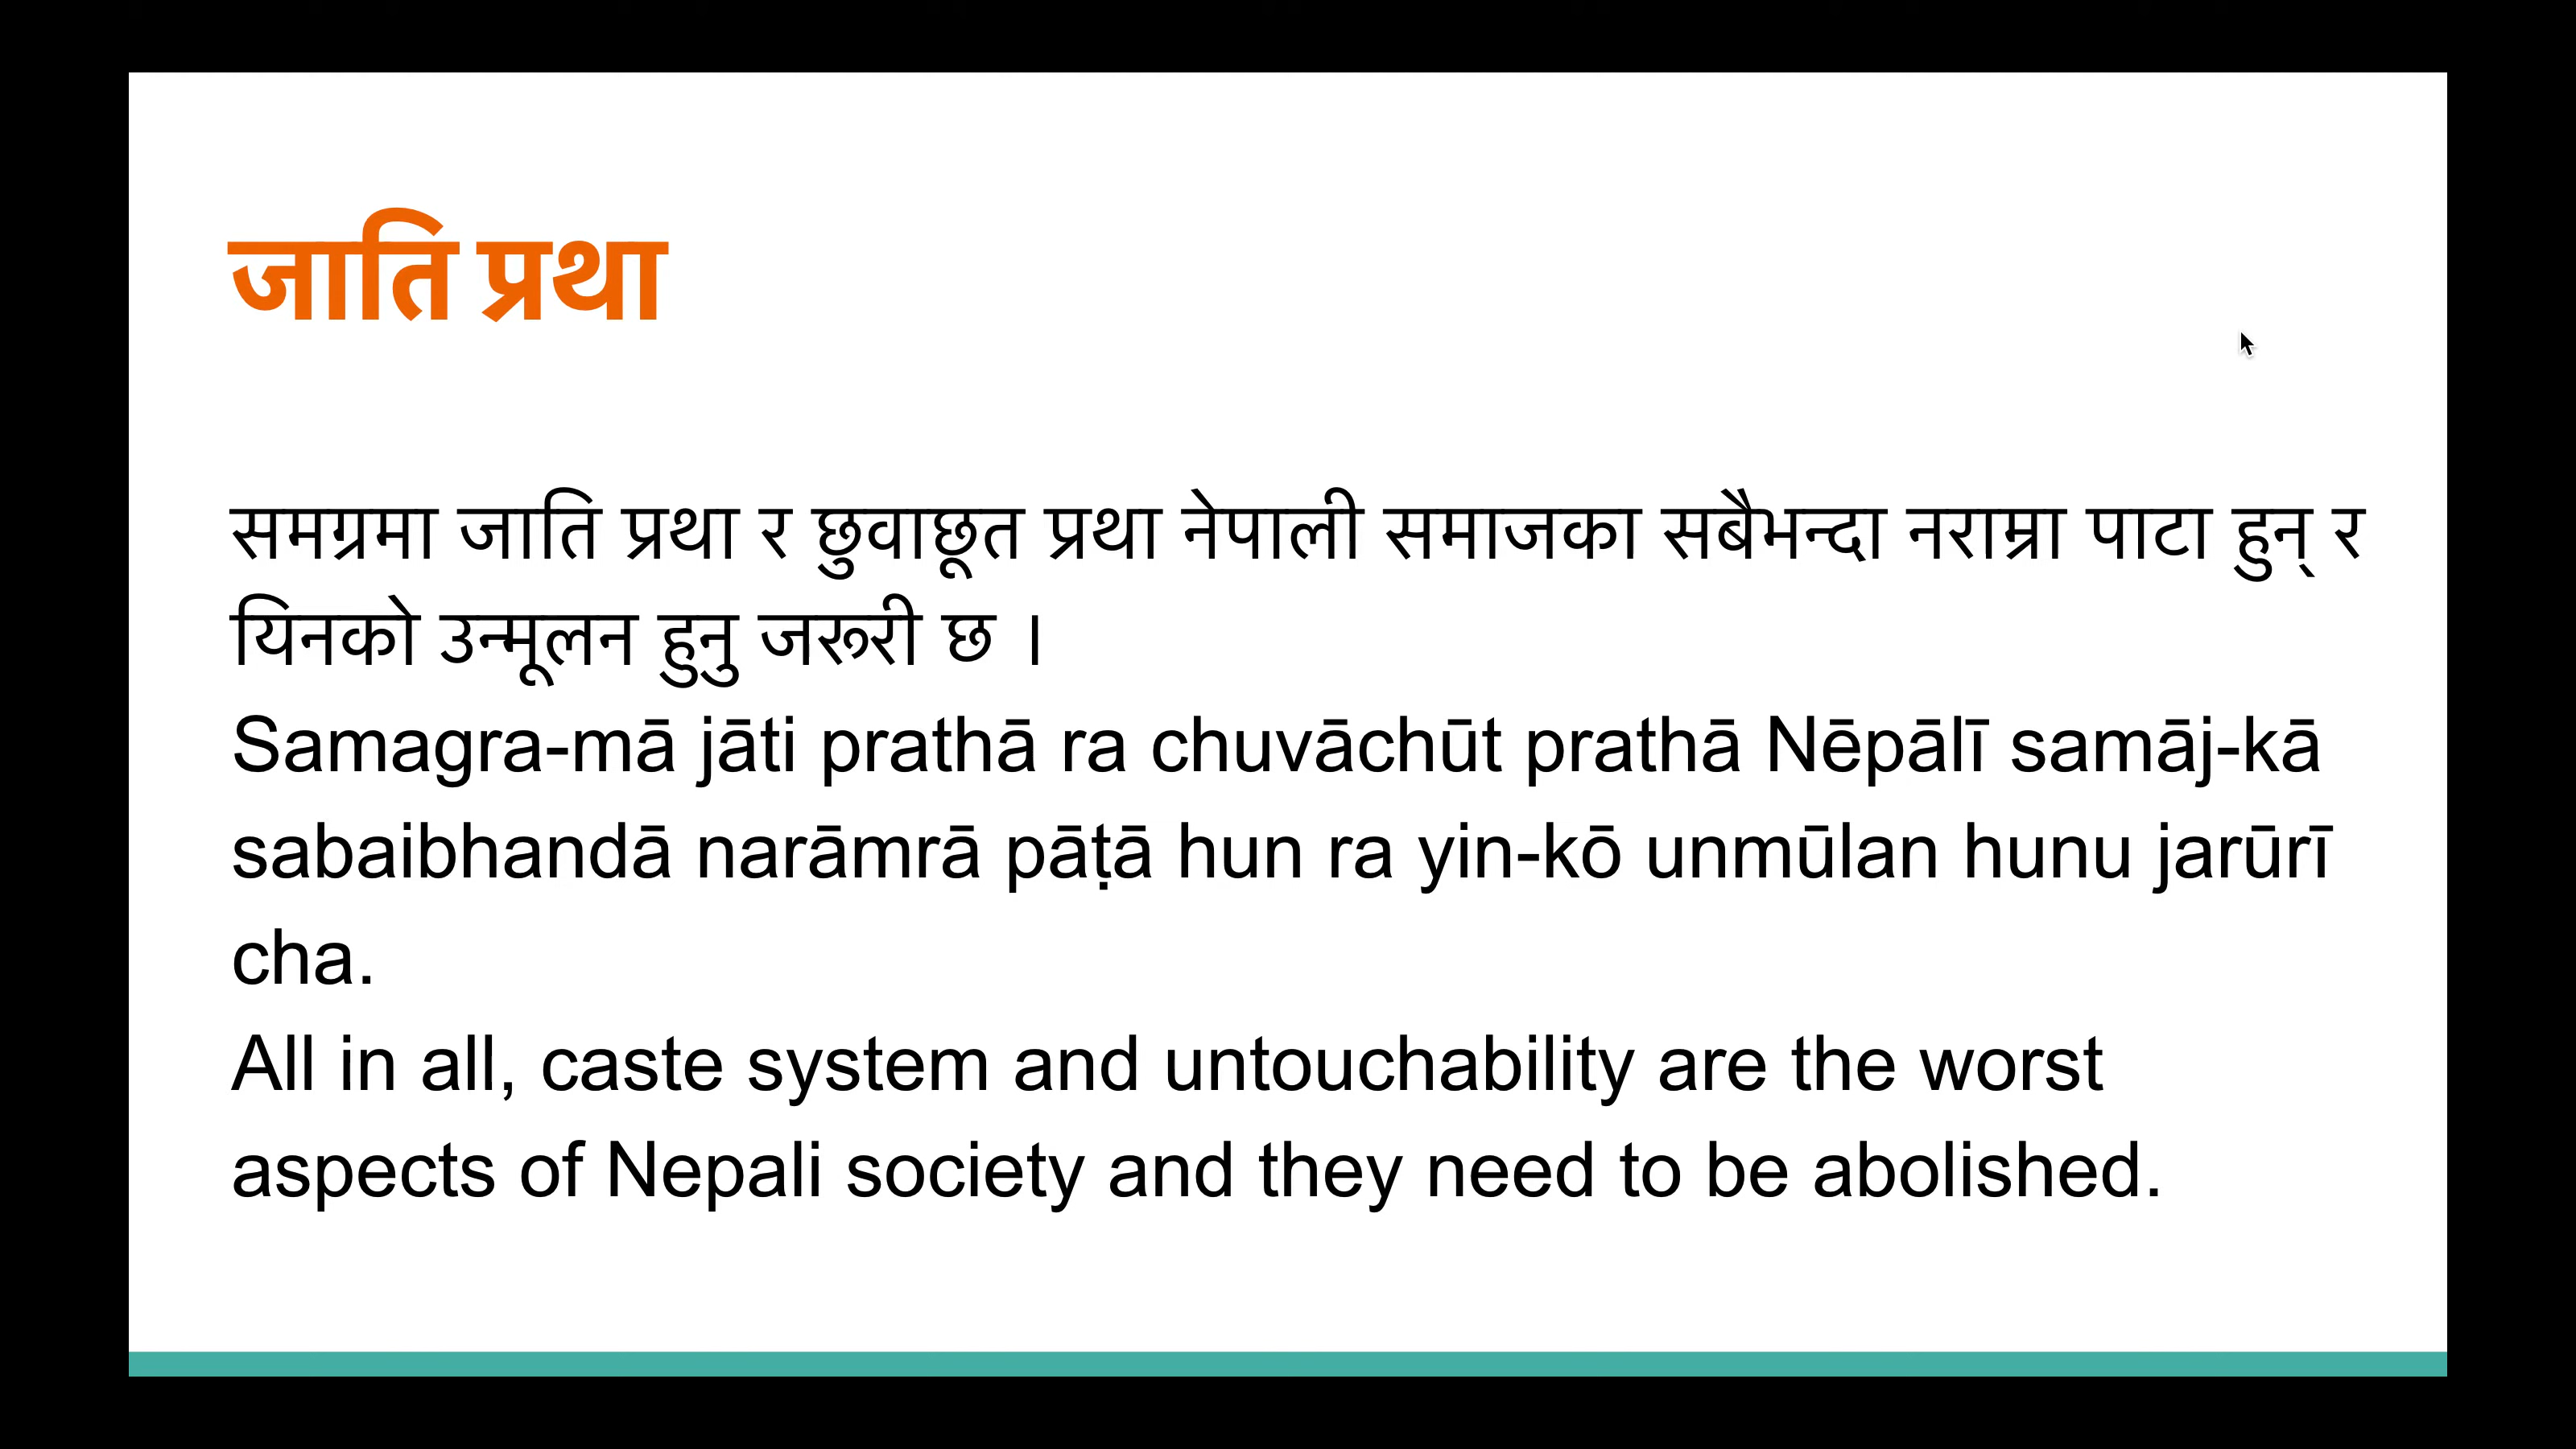 जाति प्रथा
समग्रमा जाति प्रथा र छुवाछूत प्रथा नेपाली समाजका सबैभन्दा नराम्रा पाटा हुन् र
यिनको उन्मूलन हुनु जरूरी छ ।
Samagra-mā jāti prathā ra chuvāchūt prathā Nēpālī samāj-kā
sabaibhandā narāmrā pāṭā hun ra yin-kō unmūlan hunu jarūrī
cha.
All in all, caste system and untouchability are the worst
aspects of Nepali society and they need to be abolished.